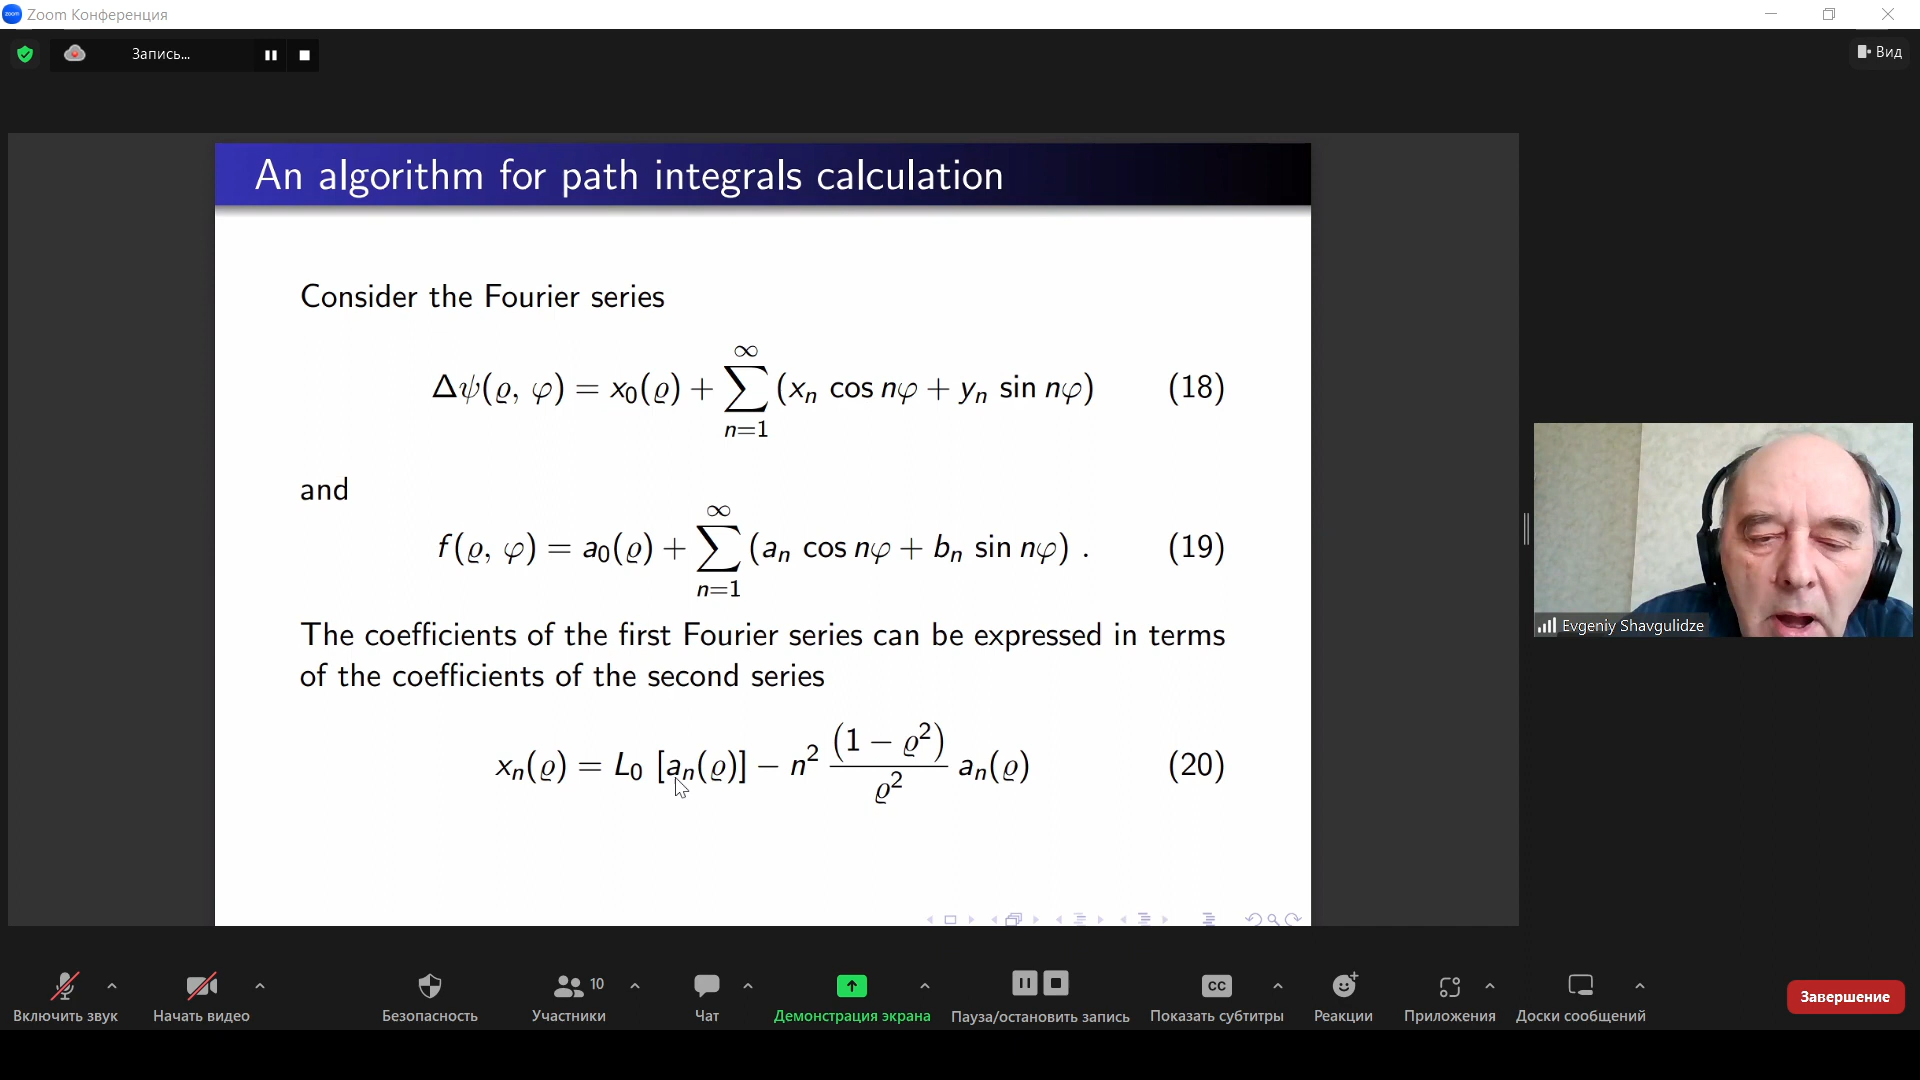 zoom Zoom Конференция
Запись...
Вид
An algorithm for path integrals calculation
Consider the Fourier series
Δψ(ϱ, φ) = x₀(ϱ) + ∑_{n=1}^{∞} (xₙ cos nφ + yₙ sin nφ) (18)
and
f(ϱ, φ) = a₀(ϱ) + ∑_{n=1}^{∞} (aₙ cos nφ + bₙ sin nφ) . (19)
The coefficients of the first Fourier series can be expressed in terms
of the coefficients of the second series
xₙ(ϱ) = L₀ [aₙ(ϱ)] − n² (1 − ϱ²)/ϱ² aₙ(ϱ) (20)
Evgeniy Shavgulidze
10
CC
Включить звук Начать видео Безопасность Участники Чат Демонстрация экрана Пауза/остановить запись Показать субтитры Реакции Приложения Доски сообщений Завершение